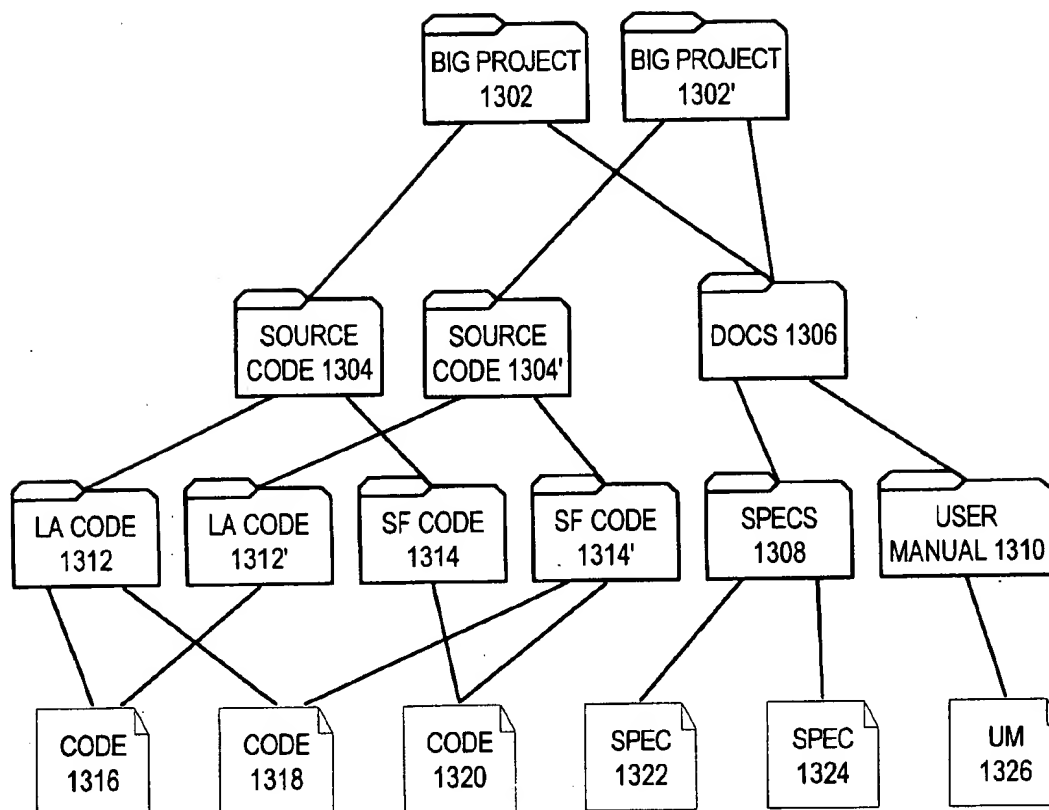 BIG PROJECT
1302
BIG PROJECT
1302'
SOURCE
CODE 1304
SOURCE
CODE 1304'
DOCS 1306
LA CODE
1312
LA CODE
1312'
SF CODE
1314
SF CODE
1314'
SPECS
1308
USER
MANUAL 1310
CODE
1316
CODE
1318
CODE
1320
SPEC
1322
SPEC
1324
UM
1326